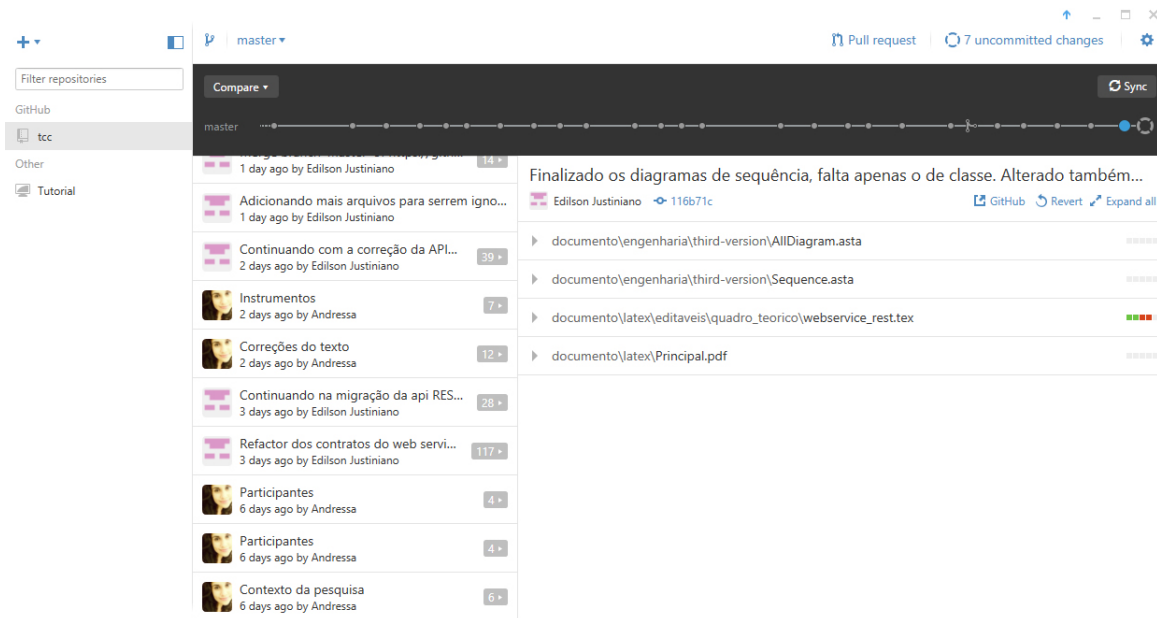 master
Pull request
7 uncommitted changes
Filter repositories
GitHub
tcc
Other
Tutorial
Compare
Sync
master
14
1 day ago by Edilson Justiniano
Adicionando mais arquivos para serrem igno...
1 day ago by Edilson Justiniano
Continuando com a correção da API...
2 days ago by Edilson Justiniano
39
Instrumentos
2 days ago by Andressa
7
Correções do texto
2 days ago by Andressa
12
Continuando na migração da api RES...
3 days ago by Edilson Justiniano
28
Refactor dos contratos do web servi...
3 days ago by Edilson Justiniano
117
Participantes
6 days ago by Andressa
4
Participantes
6 days ago by Andressa
4
Contexto da pesquisa
6 days ago by Andressa
6
Finalizado os diagramas de sequência, falta apenas o de classe. Alterado também...
Edilson Justiniano 116b71c
GitHub Revert Expand all
documento\engenharia\third-version\AllDiagram.asta
documento\engenharia\third-version\Sequence.asta
documento\latex\editaveis\quadro_teorico\webservice_rest.tex
documento\latex\Principal.pdf